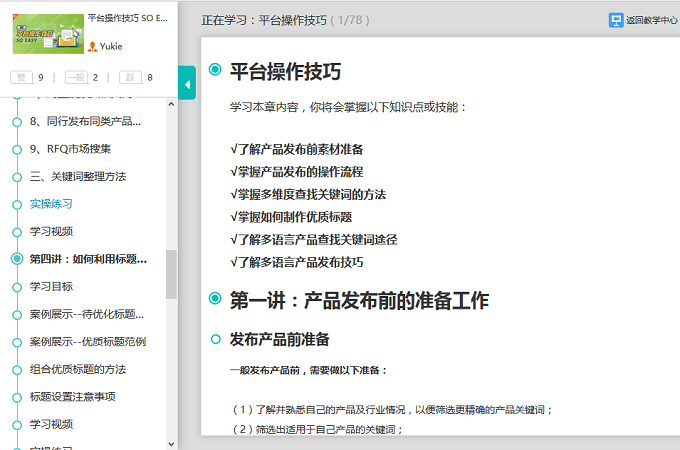 平台操作技巧 SO E...
平台操作技巧
SO EASY
Yukie
赞 9 | 一般 2 | 踩 8
8、同行发布同类产品...
9、RFQ市场搜集
三、关键词整理方法
实操练习
学习视频
第四讲：如何利用标题...
学习目标
案例展示--待优化标题...
案例展示--优质标题范例
组合优质标题的方法
标题设置注意事项
学习视频
实操练习
正在学习：平台操作技巧 ( 1/78 )
返回教学中心
平台操作技巧
学习本章内容，你将会掌握以下知识点或技能：
√了解产品发布前素材准备
√掌握产品发布的操作流程
√掌握多维度查找关键词的方法
√掌握如何制作优质标题
√了解多语言产品查找关键词途径
√了解多语言产品发布技巧
第一讲：产品发布前的准备工作
发布产品前准备
一般发布产品前，需要做以下准备：
（1）了解并熟悉自己的产品及行业情况，以便筛选更精确的产品关键词；
（2）筛选出适用于自己产品的关键词；